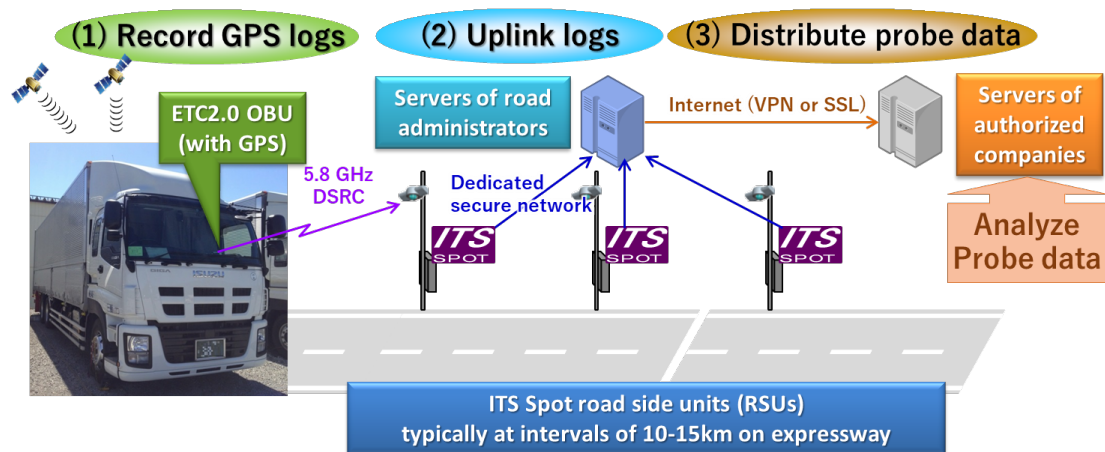 (1) Record GPS logs
(2) Uplink logs
(3) Distribute probe data
ETC2.0 OBU
(with GPS)
Servers of road
administrators
Internet (VPN or SSL)
Servers of
authorized
companies
5.8 GHz
DSRC
Dedicated
secure network
ITS
SPOT
ITS
SPOT
ITS
SPOT
Analyze
Probe data
ISUZU
ITS Spot road side units (RSUs)
typically at intervals of 10-15km on expressway